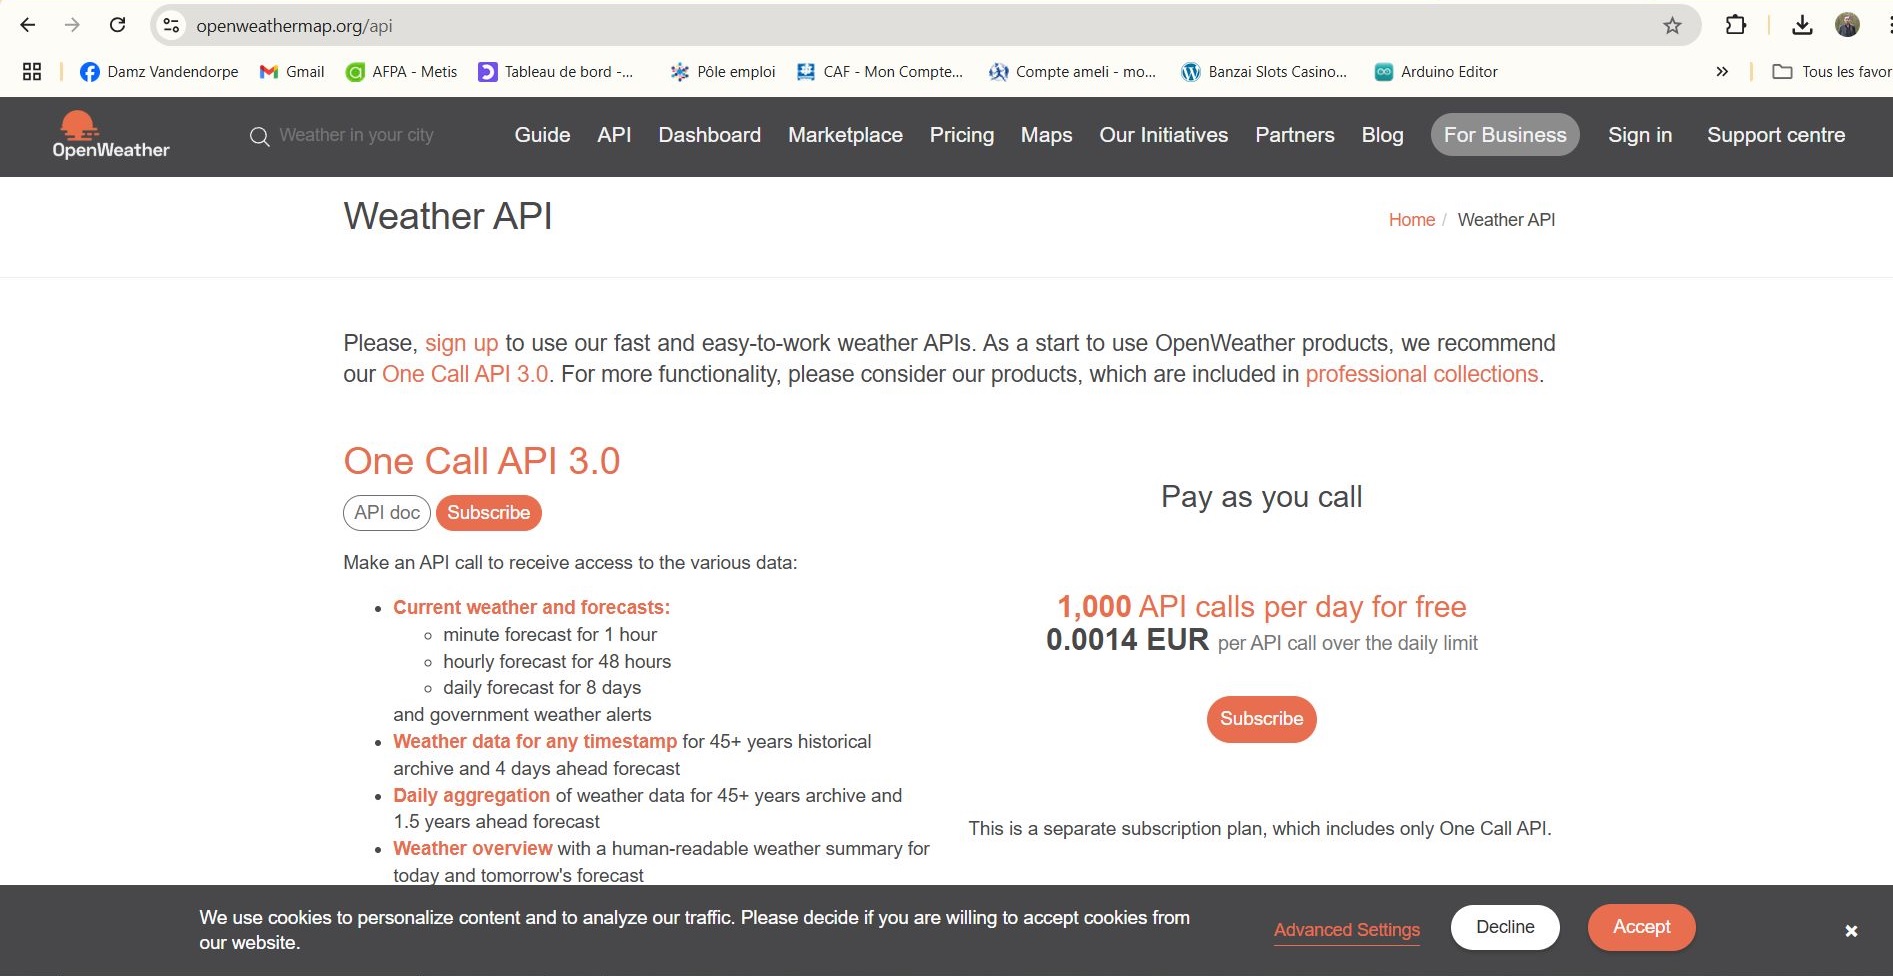 openweathermap.org/api
Damz Vandendorpe
Gmail
AFPA - Metis
Tableau de bord -...
Pôle emploi
CAF - Mon Compte...
Compte ameli - mo...
Banzai Slots Casino...
Arduino Editor
»
Tous les favor
OpenWeather
Weather in your city
Guide
API
Dashboard
Marketplace
Pricing
Maps
Our Initiatives
Partners
Blog
For Business
Sign in
Support centre
Weather API
Home / Weather API
Please, sign up to use our fast and easy-to-work weather APIs. As a start to use OpenWeather products, we recommend
our One Call API 3.0. For more functionality, please consider our products, which are included in professional collections.
One Call API 3.0
API doc
Subscribe
Make an API call to receive access to the various data:
Current weather and forecasts:
minute forecast for 1 hour
hourly forecast for 48 hours
daily forecast for 8 days
and government weather alerts
Weather data for any timestamp for 45+ years historical
archive and 4 days ahead forecast
Daily aggregation of weather data for 45+ years archive and
1.5 years ahead forecast
Weather overview with a human-readable weather summary for
today and tomorrow's forecast
Pay as you call
1,000 API calls per day for free
0.0014 EUR per API call over the daily limit
Subscribe
This is a separate subscription plan, which includes only One Call API.
We use cookies to personalize content and to analyze our traffic. Please decide if you are willing to accept cookies from
our website.
Advanced Settings
Decline
Accept